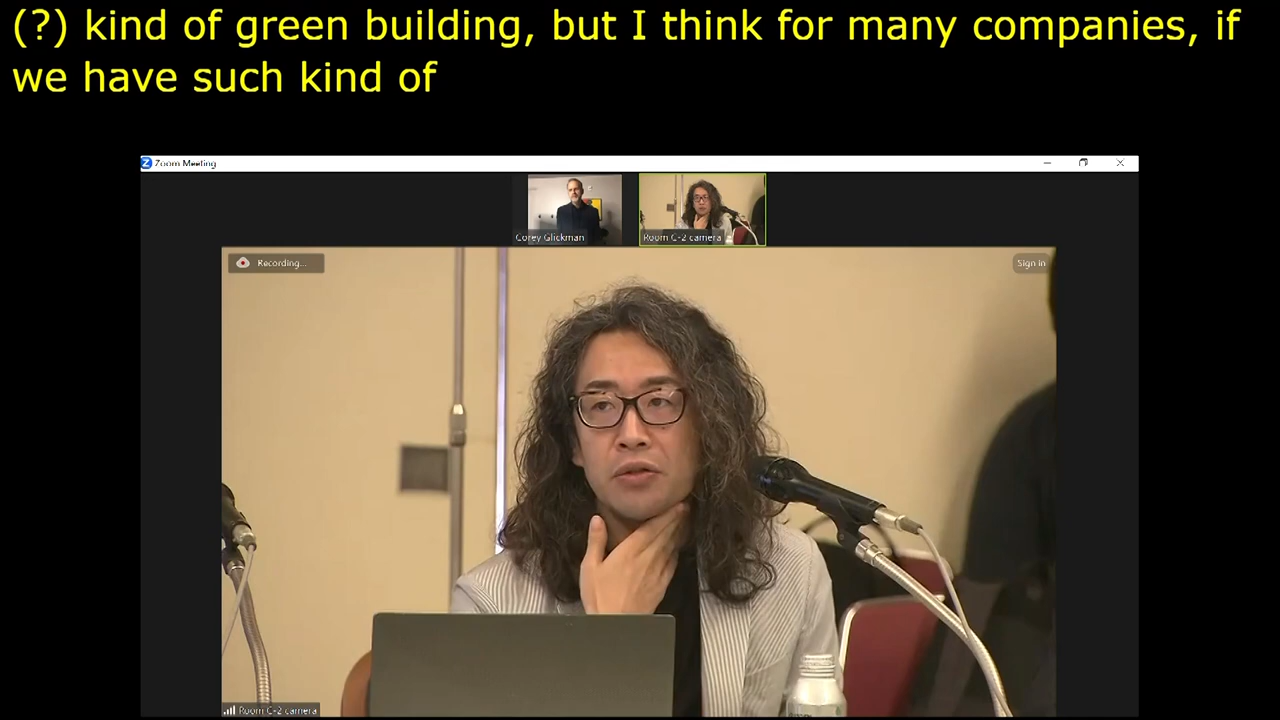 (?) kind of green building, but I think for many companies, if
we have such kind of
Zoom Meeting
Corey Glickman
Room C-2 camera
Recording...
Sign in
Room C-2 camera